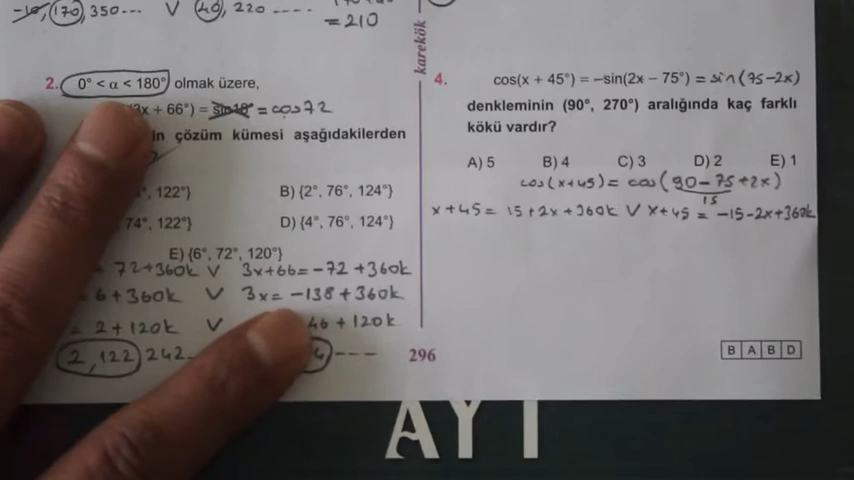 -10, 170, 350... V 40, 220 ....
= 210
karekök
2. 0° < α < 180° olmak üzere,
x + 66°) = sin18° = cos72
in çözüm kümesi aşağıdakilerden
, 122°}
B) {2°, 76°, 124°}
74°, 122°}
D) {4°, 76°, 124°}
E) {6°, 72°, 120°}
= 72+360k V 3x+66=-72+360k
= 6+360k V 3x=-138+360k
= 2+120k V 46+120k
2, 122 242
4 ----
4. cos(x + 45°) = –sin(2x – 75°) = sin(75-2x)
denkleminin (90°, 270°) aralığında kaç farklı
kökü vardır?
A) 5 B) 4 C) 3 D) 2 E) 1
cos(x+45) = cos(90-75+2x)
15
x+45 = 15+2x+360k V x+45 = -15-2x+360k
296
B A B D
AYT